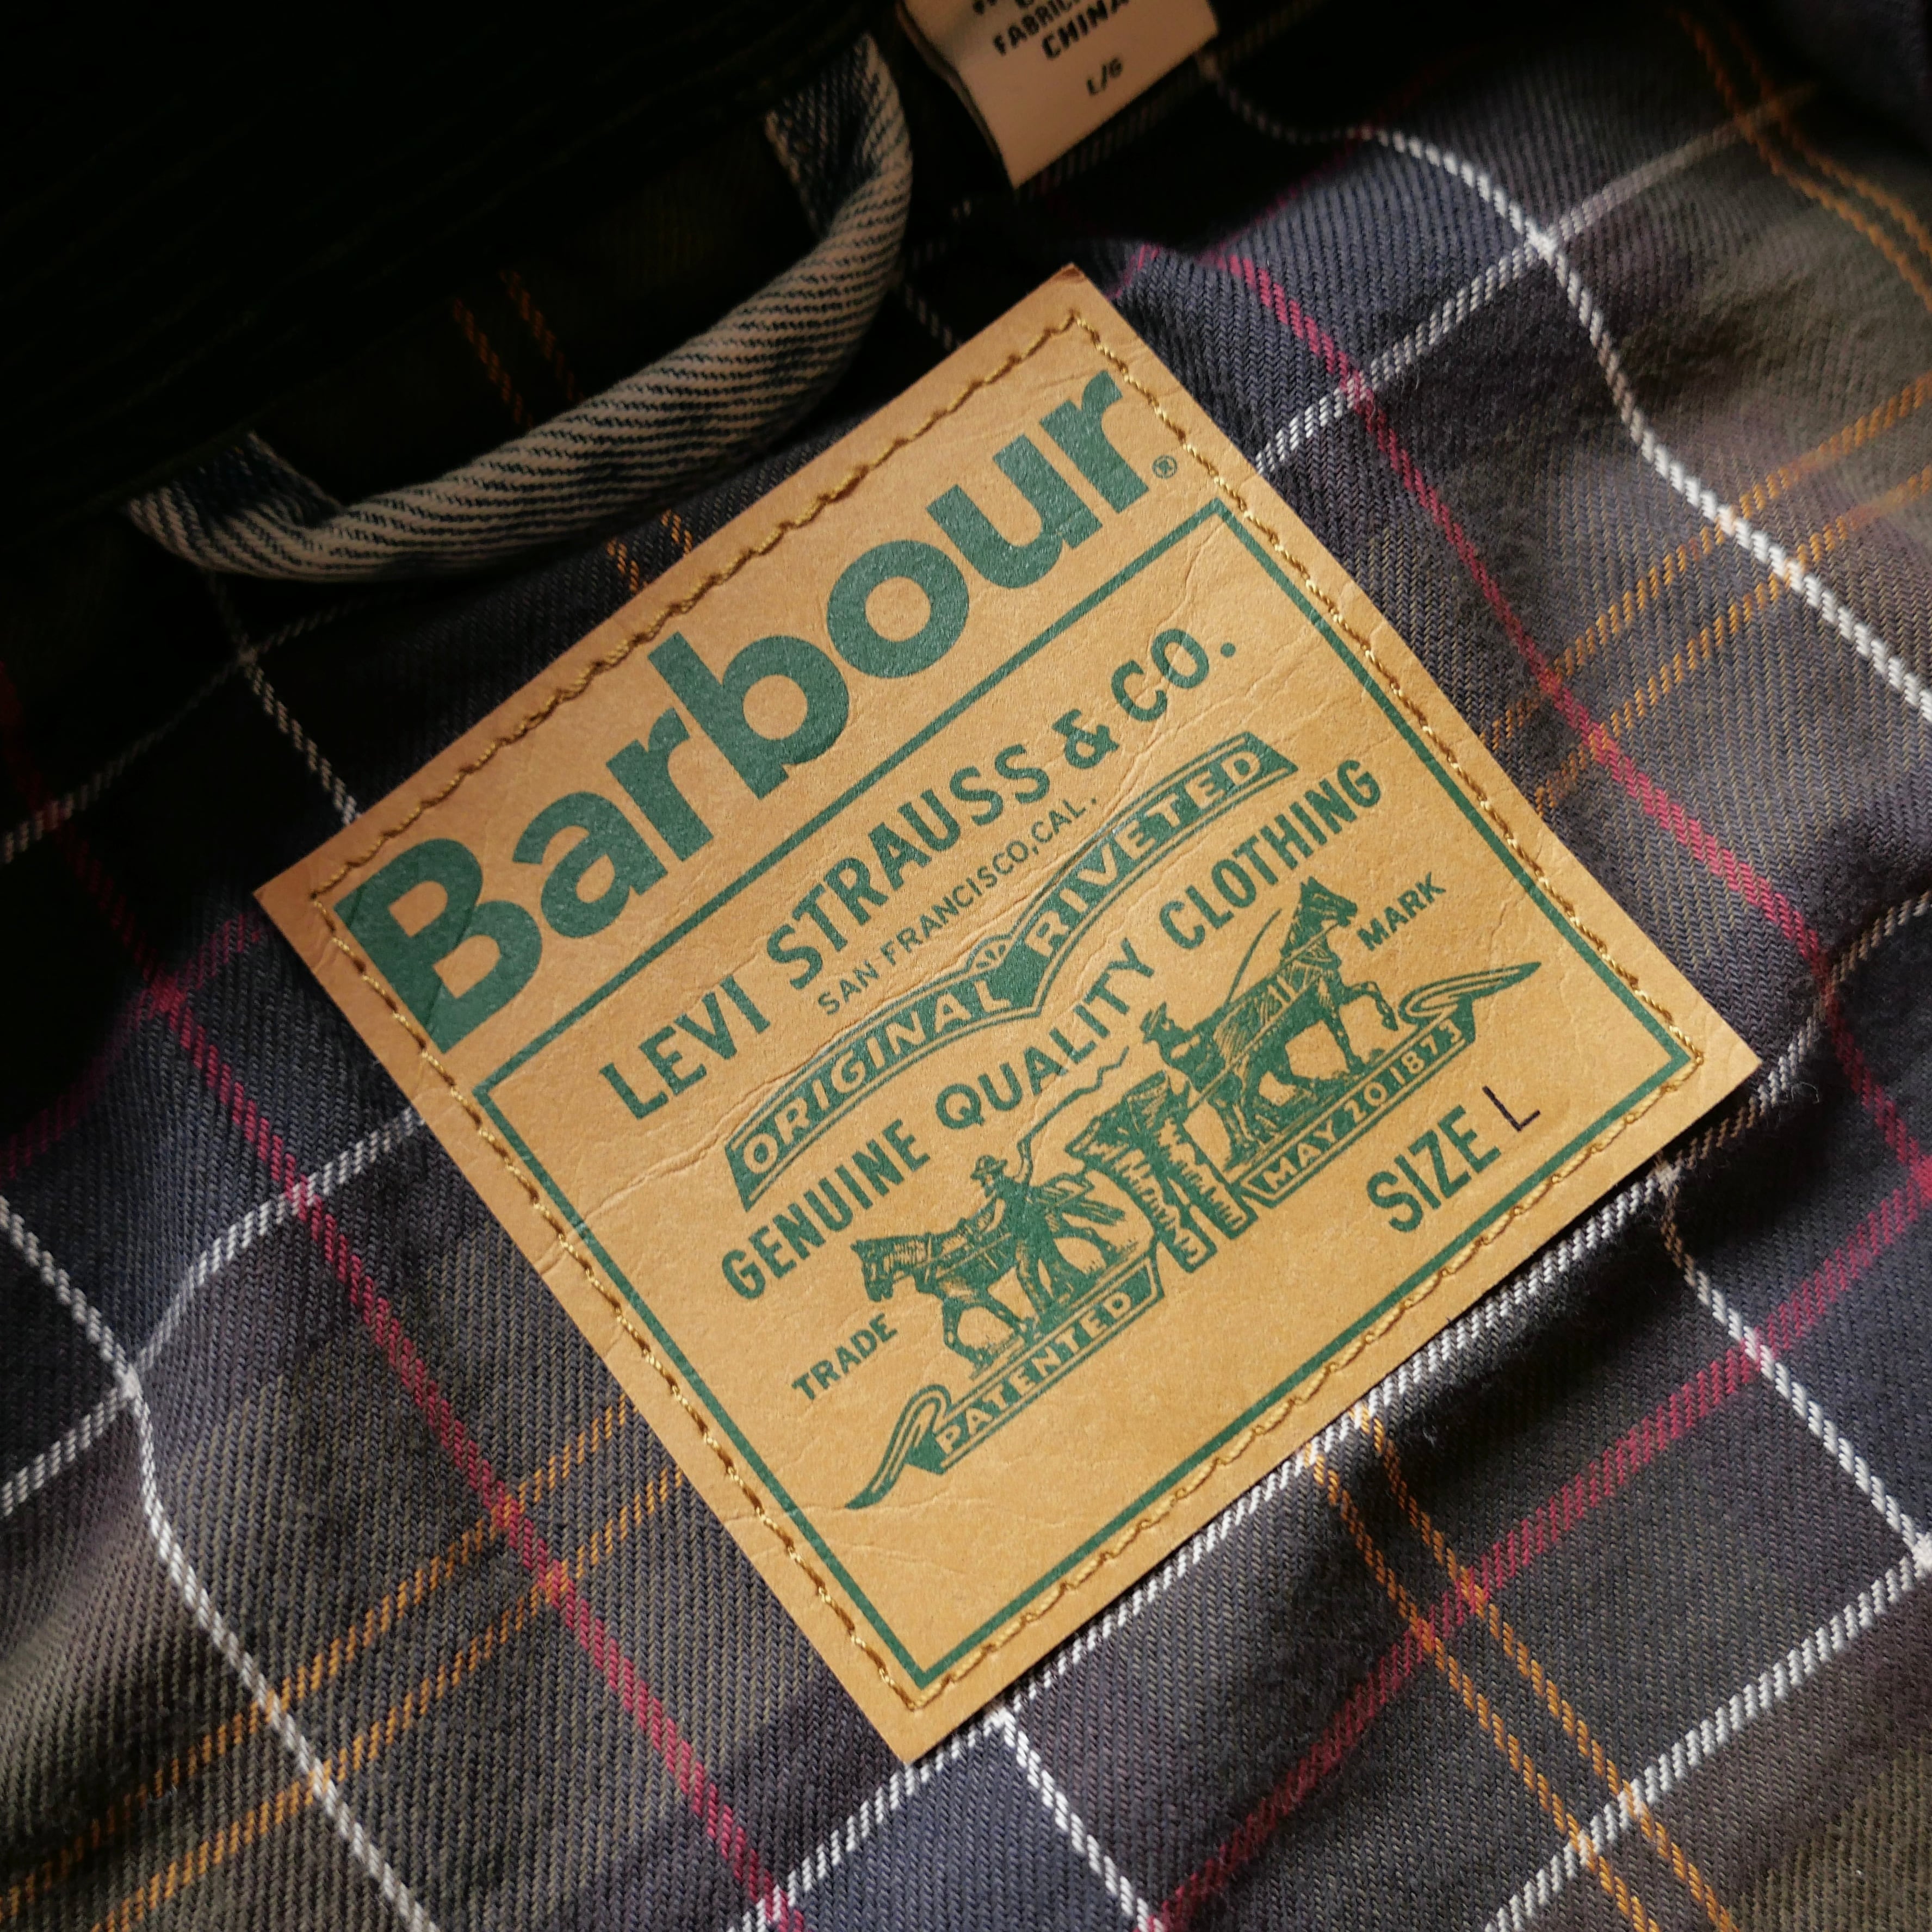 FABRIC
CHINA
L/G
Barbour®
LEVI STRAUSS & CO.
SAN FRANCISCO, CAL.
ORIGINAL RIVETED
GENUINE QUALITY CLOTHING
TRADE MARK
PATENTED MAY 20 1873
SIZE L